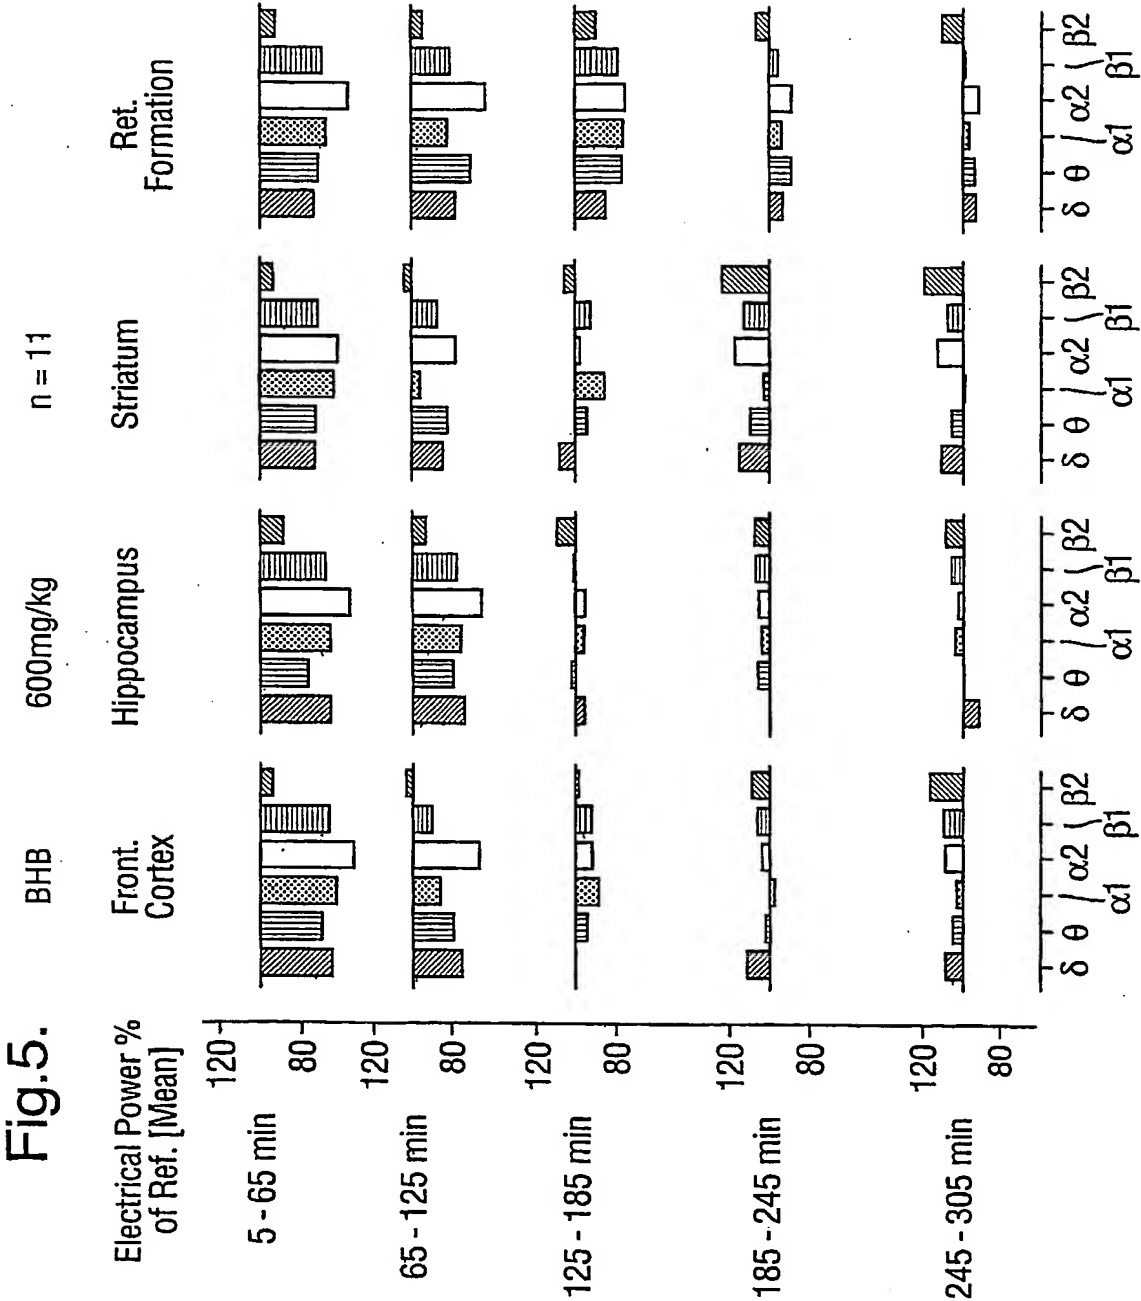 Fig.5.
BHB 600mg/kg n = 11
Electrical Power % of Ref. [Mean]
Front. Cortex
Hippocampus
Striatum
Ret. Formation
5 - 65 min
120
80
65 - 125 min
120
80
125 - 185 min
120
80
185 - 245 min
120
80
245 - 305 min
120
80
δ θ α1 α2 β1 β2
δ θ α1 α2 β1 β2
δ θ α1 α2 β1 β2
δ θ α1 α2 β1 β2